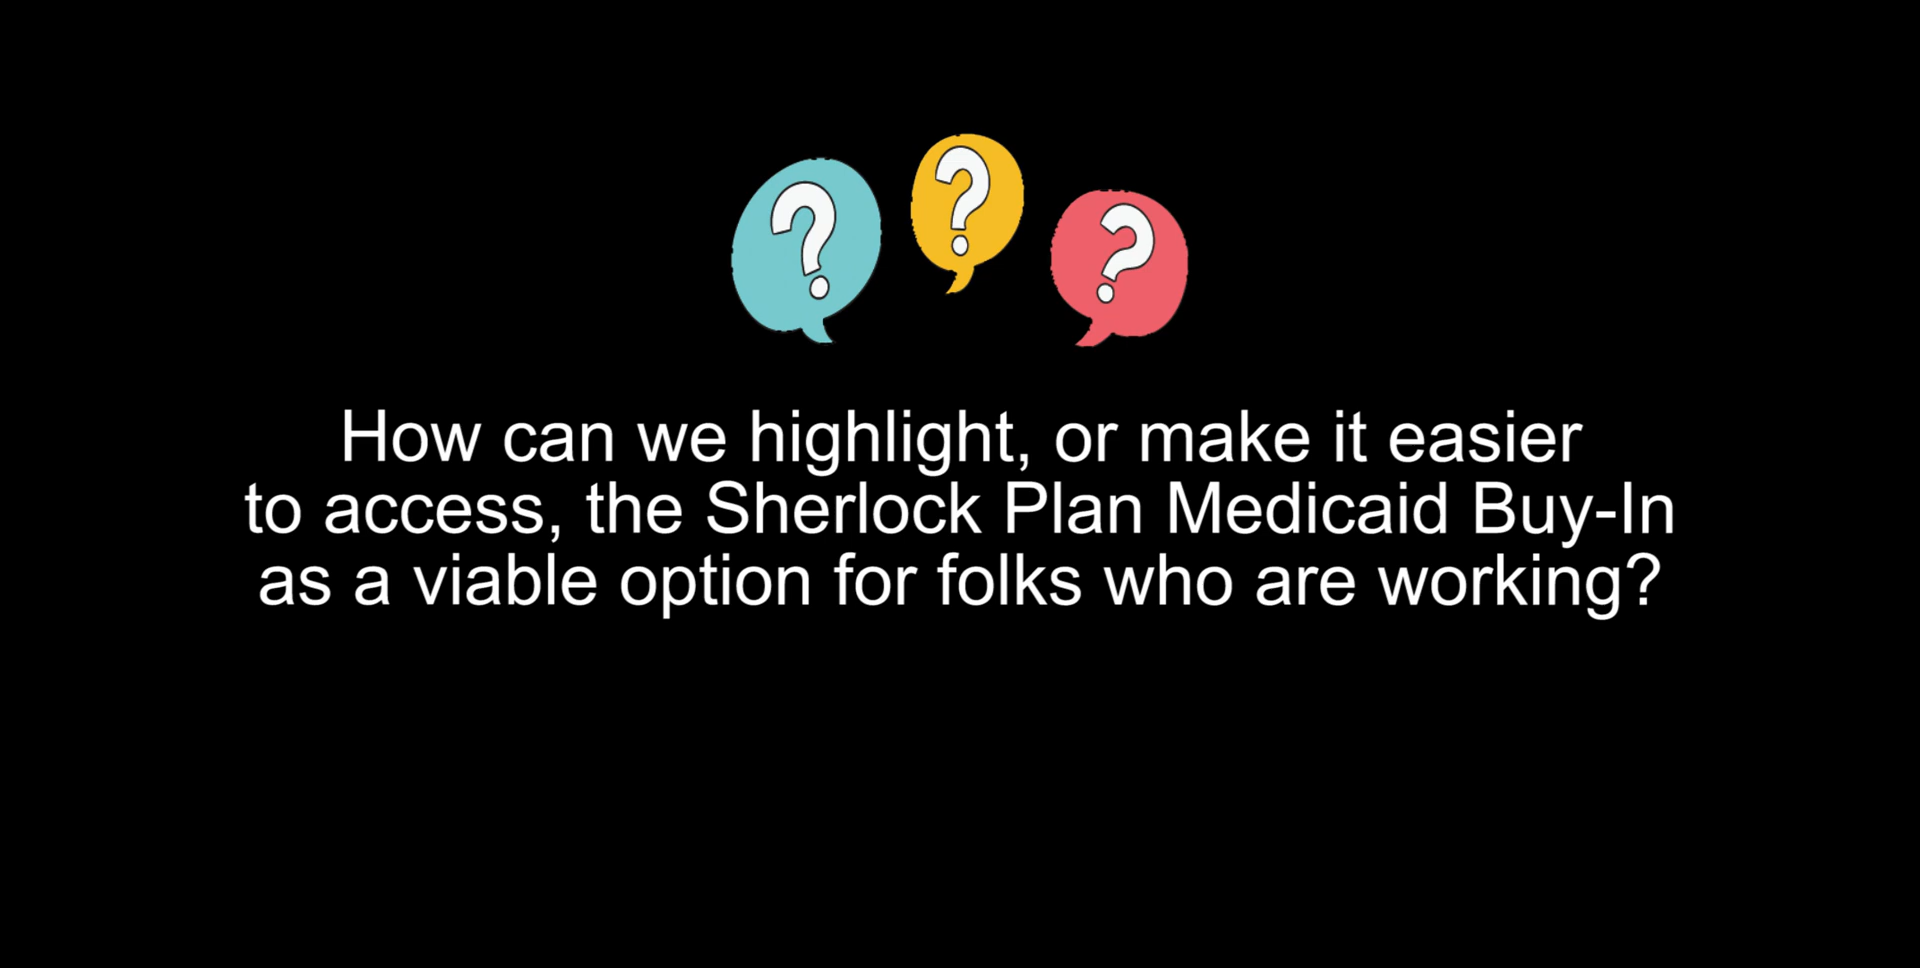 ? ? ?
How can we highlight, or make it easier
to access, the Sherlock Plan Medicaid Buy-In
as a viable option for folks who are working?